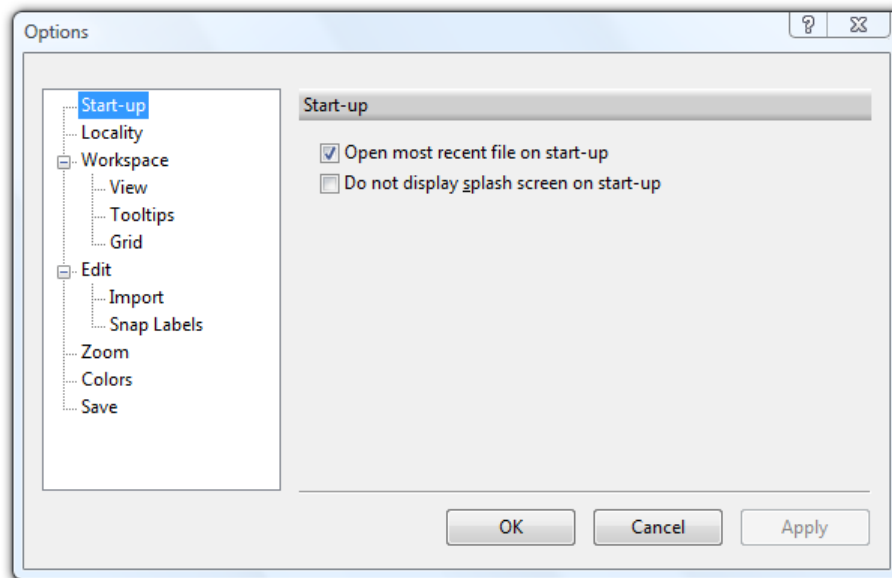 Options
Start-up
Locality
Workspace
View
Tooltips
Grid
Edit
Import
Snap Labels
Zoom
Colors
Save
Start-up
Open most recent file on start-up
Do not display splash screen on start-up
OK
Cancel
Apply